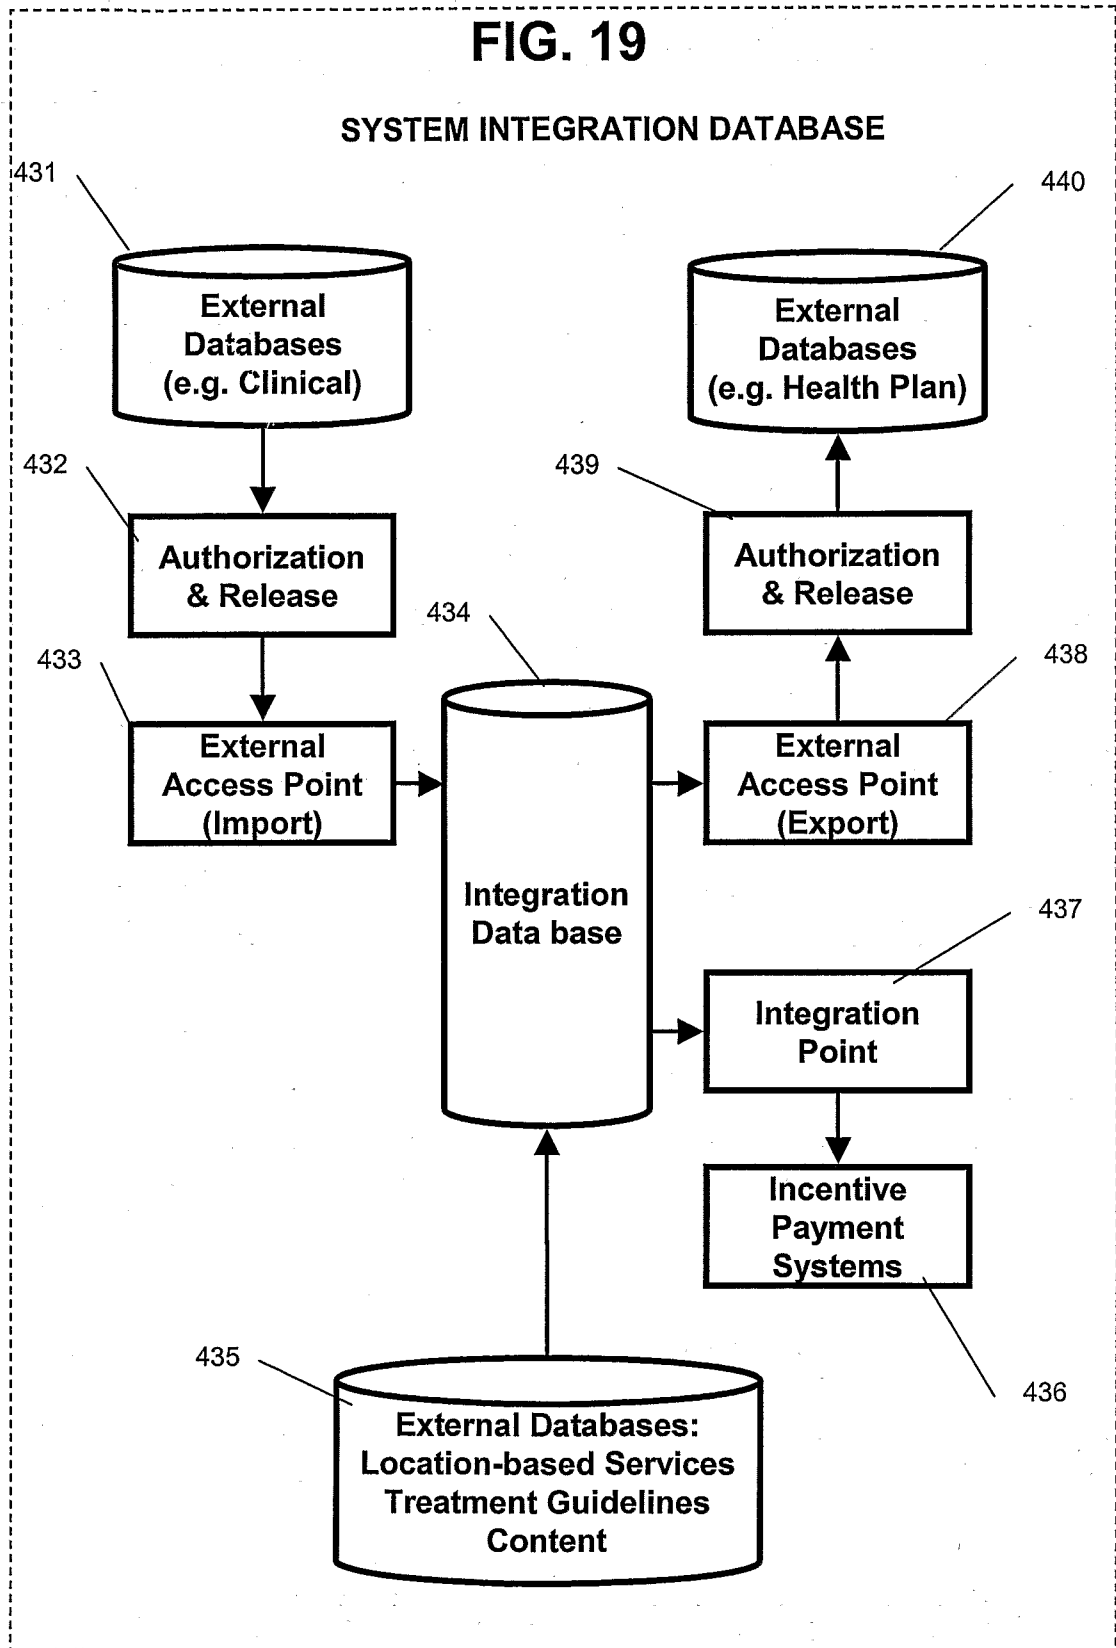 FIG. 19
SYSTEM INTEGRATION DATABASE
431
440
External
Databases
(e.g. Clinical)
External
Databases
(e.g. Health Plan)
432
439
Authorization
& Release
Authorization
& Release
434
433
438
External
Access Point
(Import)
External
Access Point
(Export)
Integration
Data base
437
Integration
Point
Incentive
Payment
Systems
435
436
External Databases:
Location-based Services
Treatment Guidelines
Content